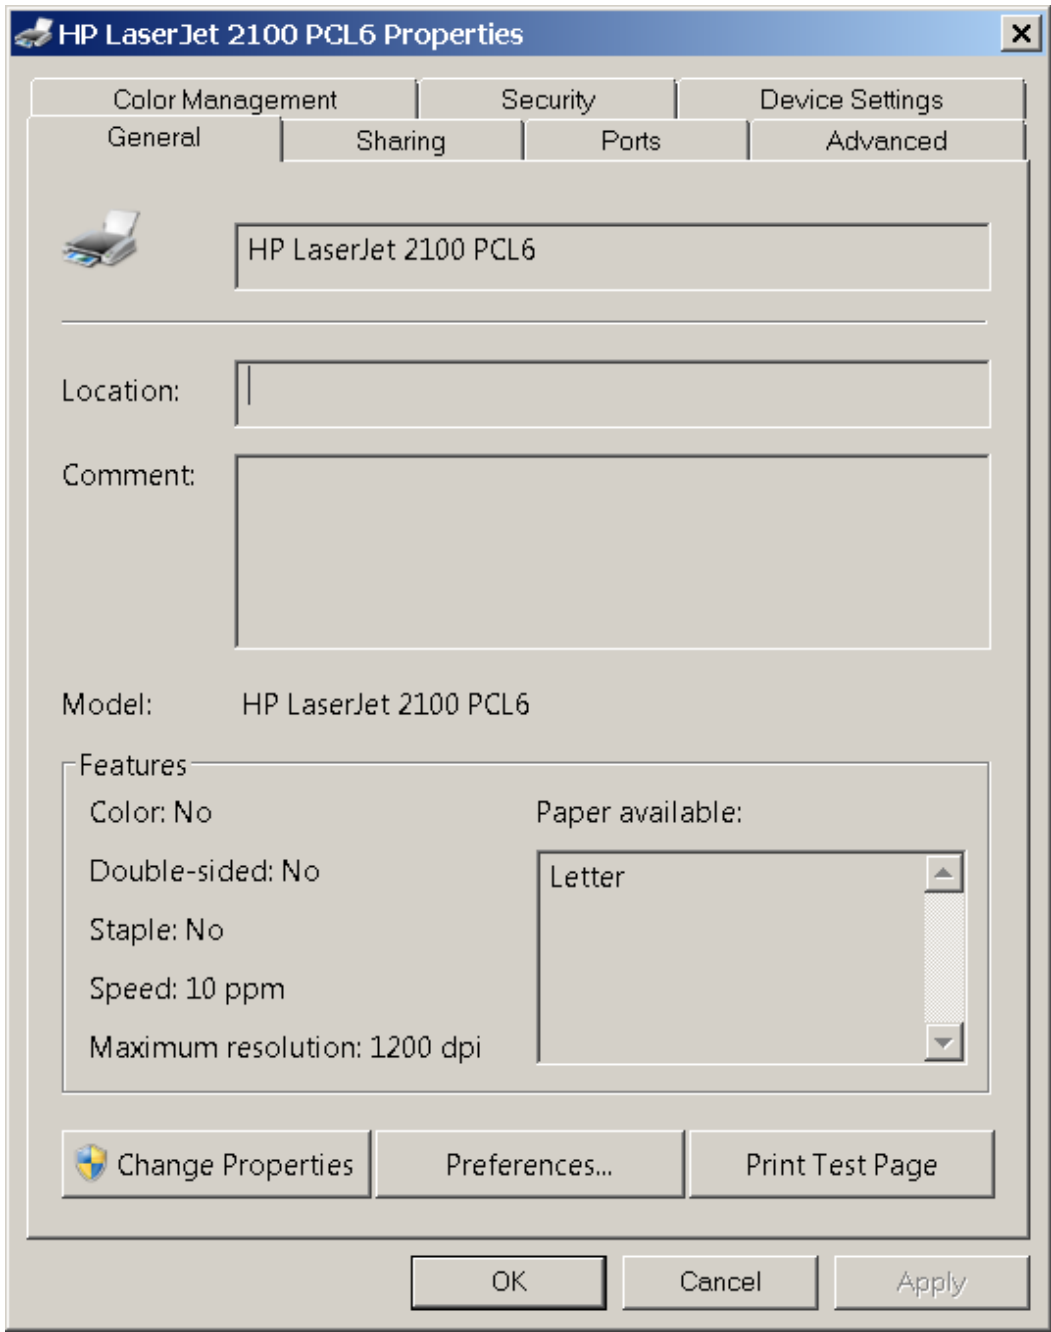 HP LaserJet 2100 PCL6 Properties
Color Management Security Device Settings
General Sharing Ports Advanced
HP LaserJet 2100 PCL6
Location:
Comment:
Model: HP LaserJet 2100 PCL6
Features
Color: No Paper available:
Double-sided: No Letter
Staple: No
Speed: 10 ppm
Maximum resolution: 1200 dpi
Change Properties Preferences... Print Test Page
OK Cancel Apply